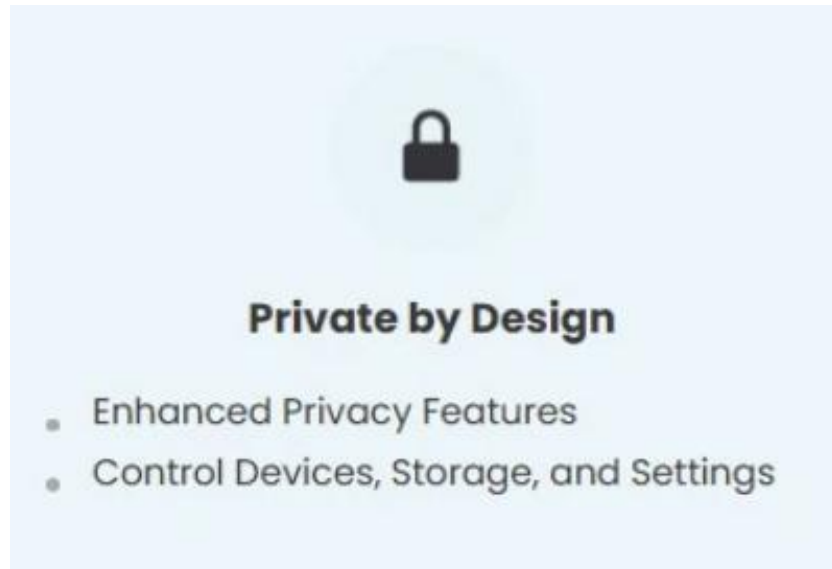 Private by Design
Enhanced Privacy Features
Control Devices, Storage, and Settings